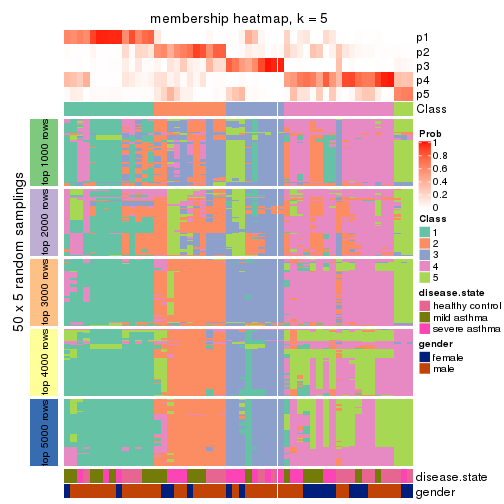 membership heatmap, k = 5
p1
p2
p3
p4
p5
Class
50 x 5 random samplings
top 1000 rows
top 2000 rows
top 3000 rows
top 4000 rows
top 5000 rows
disease.state
gender
Prob
1
0.8
0.6
0.4
0.2
0
Class
1
2
3
4
5
disease.state
healthy control
mild asthma
severe asthma
gender
female
male